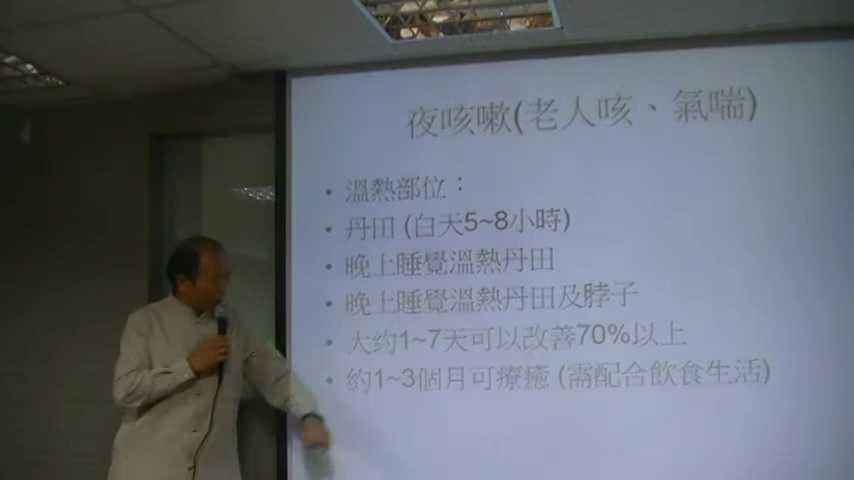 夜咳嗽(老人咳、氣喘)
• 溫熱部位：
• 丹田 (白天5~8小時)
• 晚上睡覺溫熱丹田
• 晚上睡覺溫熱丹田及脖子
• 大約1~7天可以改善70%以上
• 約1~3個月可療癒 (需配合飲食生活)